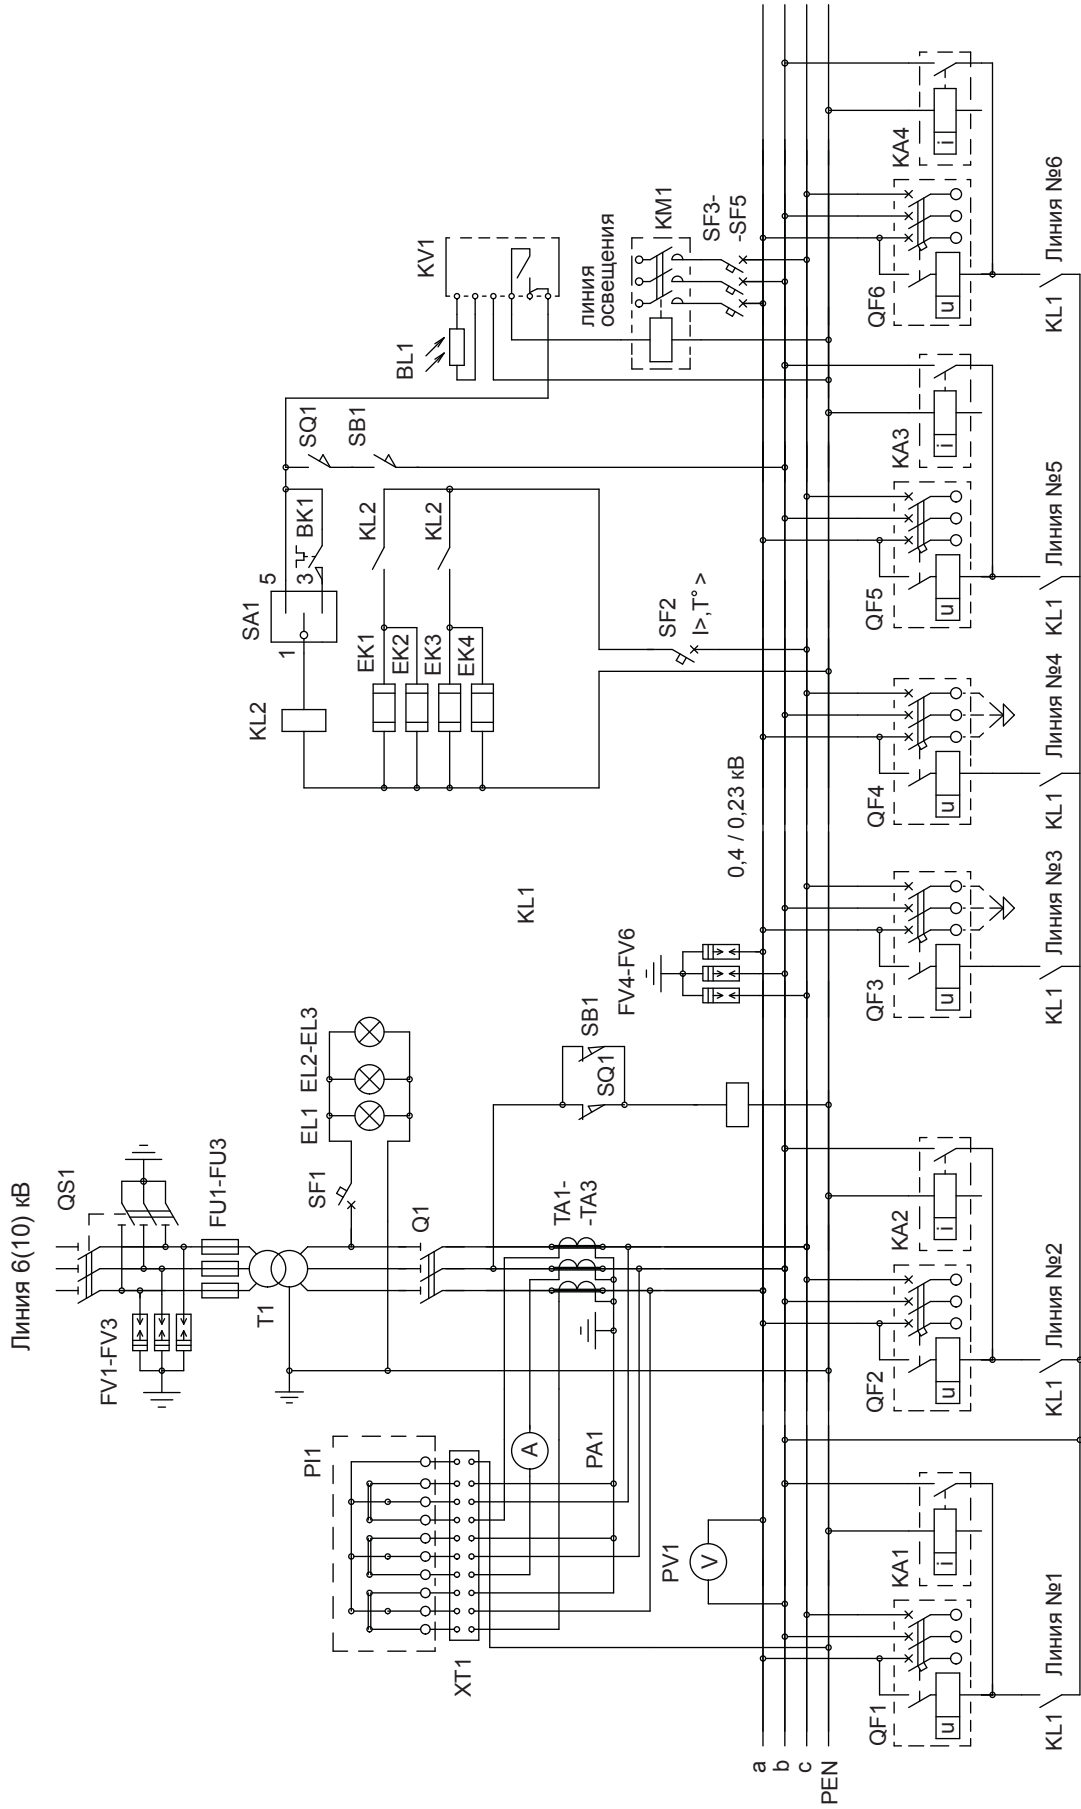 Линия 6(10) кВ
QS1
FV1-FV3
FU1-FU3
T1
SF1
EL1
EL2-EL3
Q1
PI1
XT1
A
PA1
TA1-
-TA3
SQ1
SB1
KL1
PV1
V
FV4-FV6
0,4 / 0,23 кВ
SA1
1
5
3
BK1
SQ1
SB1
KL2
EK1
EK2
EK3
EK4
KL2
KL2
SF2
I>,T°>
BL1
KV1
линия
освещения
KM1
SF3-
-SF5
a
b
c
PEN
QF1
u
KA1
i
KL1
Линия №1
QF2
u
KA2
i
KL1
Линия №2
QF3
u
KL1
Линия №3
QF4
u
KL1
Линия №4
QF5
u
KA3
i
KL1
Линия №5
QF6
u
KA4
i
KL1
Линия №6